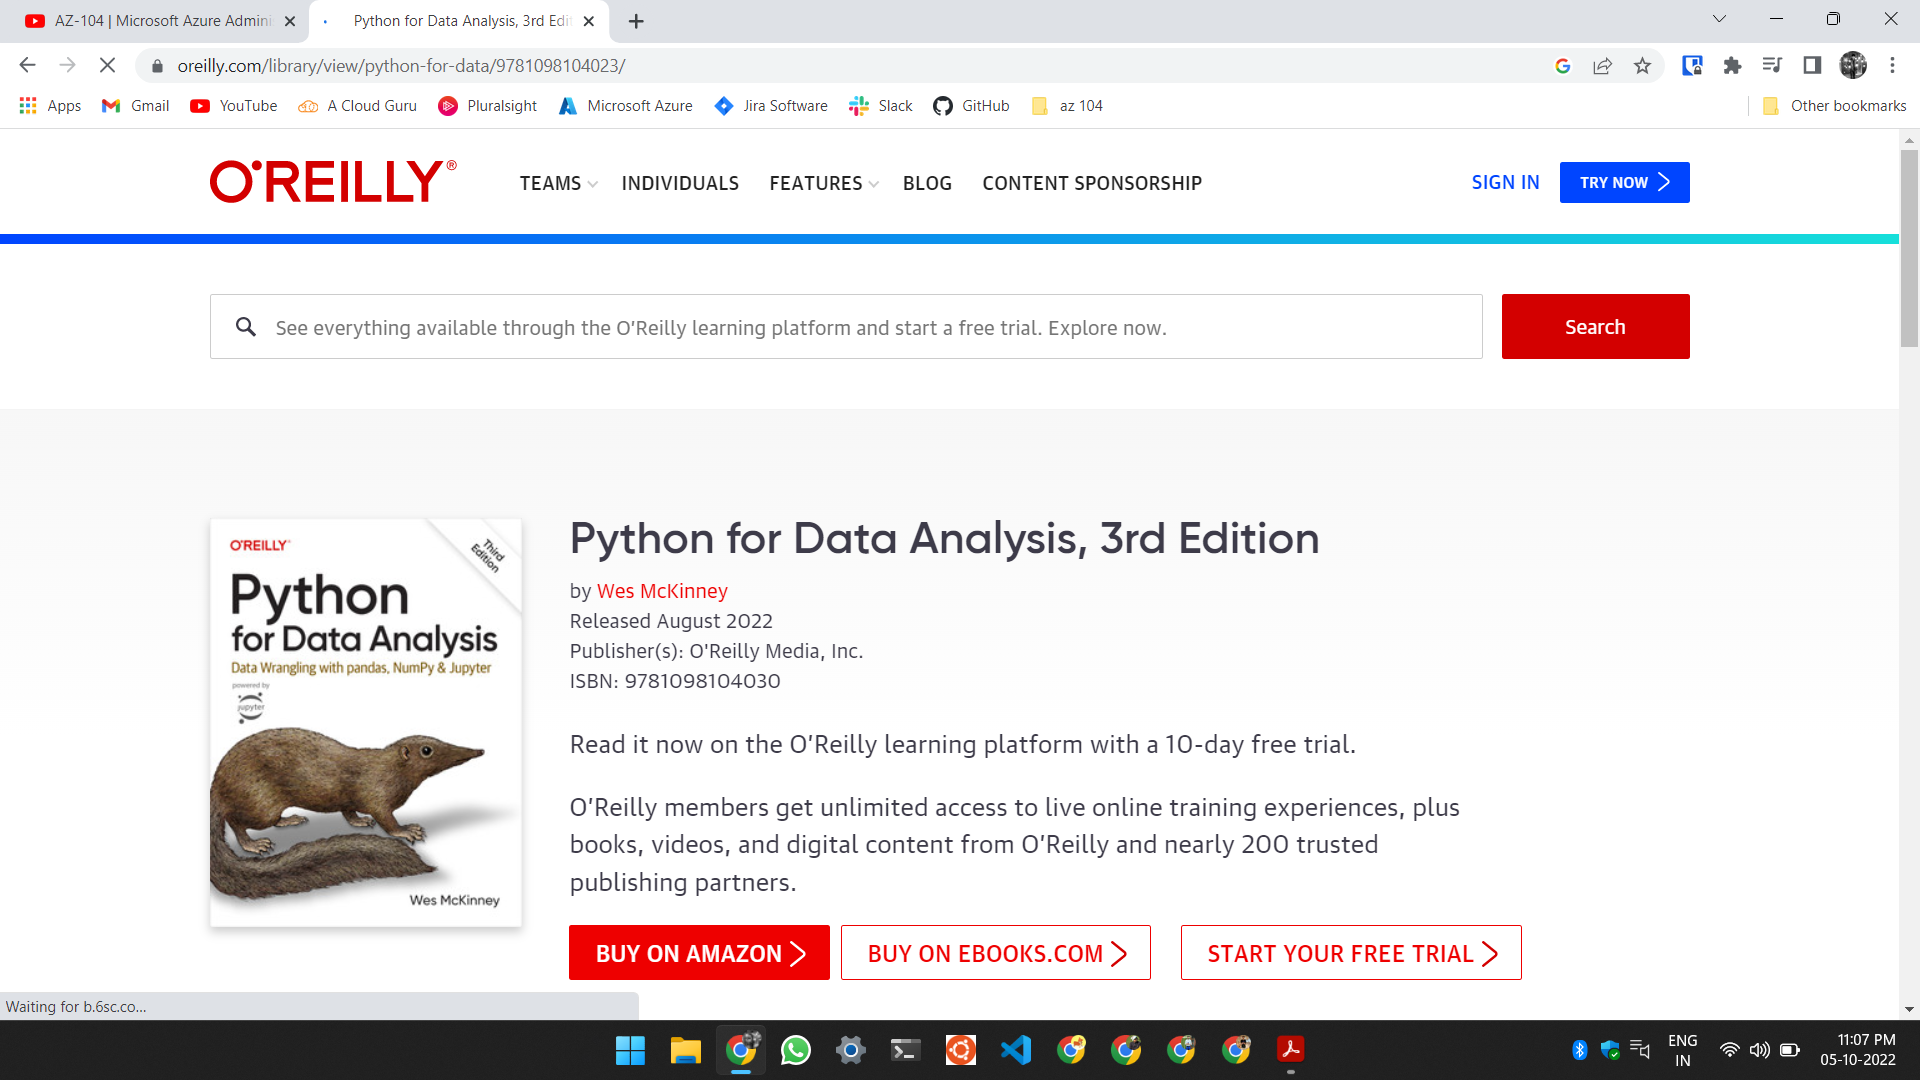 AZ-104 | Microsoft Azure Admini
Python for Data Analysis, 3rd Edit
oreilly.com/library/view/python-for-data/9781098104023/
Apps
Gmail
YouTube
A Cloud Guru
Pluralsight
Microsoft Azure
Jira Software
Slack
GitHub
az 104
Other bookmarks
O'REILLY®
TEAMS
INDIVIDUALS
FEATURES
BLOG
CONTENT SPONSORSHIP
SIGN IN
TRY NOW
See everything available through the O’Reilly learning platform and start a free trial. Explore now.
Search
O'REILLY®
Third
Edition
Python
for Data Analysis
Data Wrangling with pandas, NumPy & Jupyter
powered by
jupyter
Wes McKinney
Python for Data Analysis, 3rd Edition
by Wes McKinney
Released August 2022
Publisher(s): O'Reilly Media, Inc.
ISBN: 9781098104030
Read it now on the O’Reilly learning platform with a 10-day free trial.
O’Reilly members get unlimited access to live online training experiences, plus
books, videos, and digital content from O’Reilly and nearly 200 trusted
publishing partners.
BUY ON AMAZON
BUY ON EBOOKS.COM
START YOUR FREE TRIAL
Waiting for b.6sc.co...
ENG
IN
11:07 PM
05-10-2022